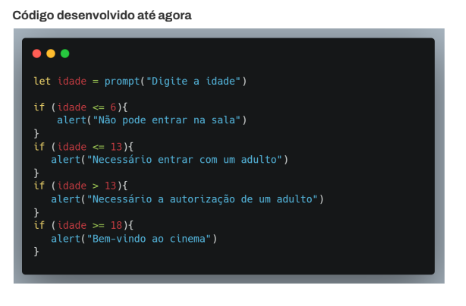 Código desenvolvido até agora
let idade = prompt("Digite a idade")
if (idade <= 6){
alert("Não pode entrar na sala")
}
if (idade <= 13){
alert("Necessário entrar com um adulto")
}
if (idade > 13){
alert("Necessário a autorização de um adulto")
}
if (idade >= 18){
alert("Bem-vindo ao cinema")
}